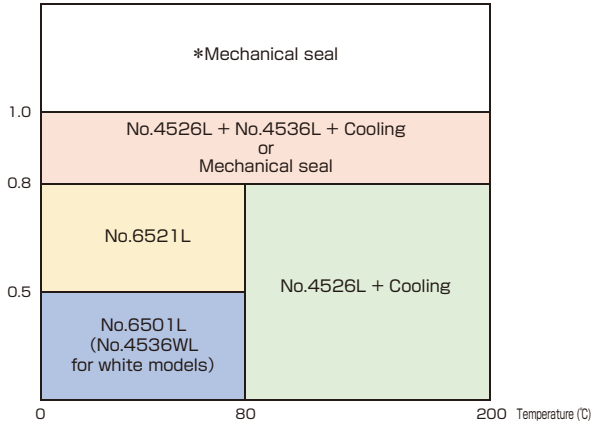 *Mechanical seal
1.0
No.4526L + No.4536L + Cooling
or
Mechanical seal
0.8
No.6521L
No.4526L + Cooling
0.5
No.6501L
(No.4536WL
for white models)
0 80 200 Temperature (℃)